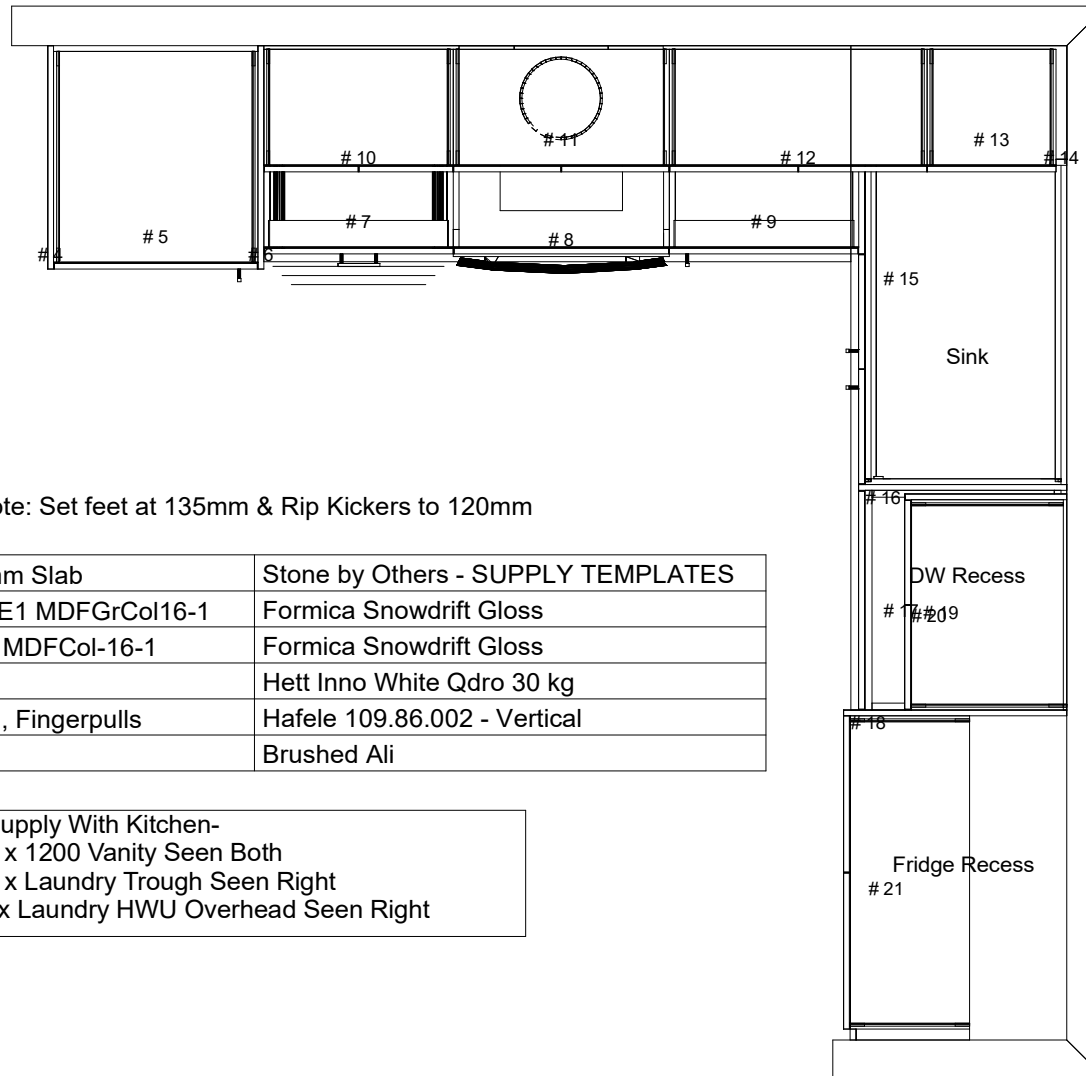 # 11
# 13
# 10
# 12
# 14
# 7
# 9
# 5
# 8
# 4
# 6
# 15
Sink
ote: Set feet at 135mm & Rip Kickers to 120mm
# 16
m Slab Stone by Others - SUPPLY TEMPLATES
DW Recess
E1 MDFGrCol16-1 Formica Snowdrift Gloss
# 17 # 20 # 19
MDFCol-16-1 Formica Snowdrift Gloss
Hett Inno White Qdro 30 kg
, Fingerpulls Hafele 109.86.002 - Vertical
# 18
Brushed Ali
upply With Kitchen-
x 1200 Vanity Seen Both
x Laundry Trough Seen Right
x Laundry HWU Overhead Seen Right
Fridge Recess
# 21